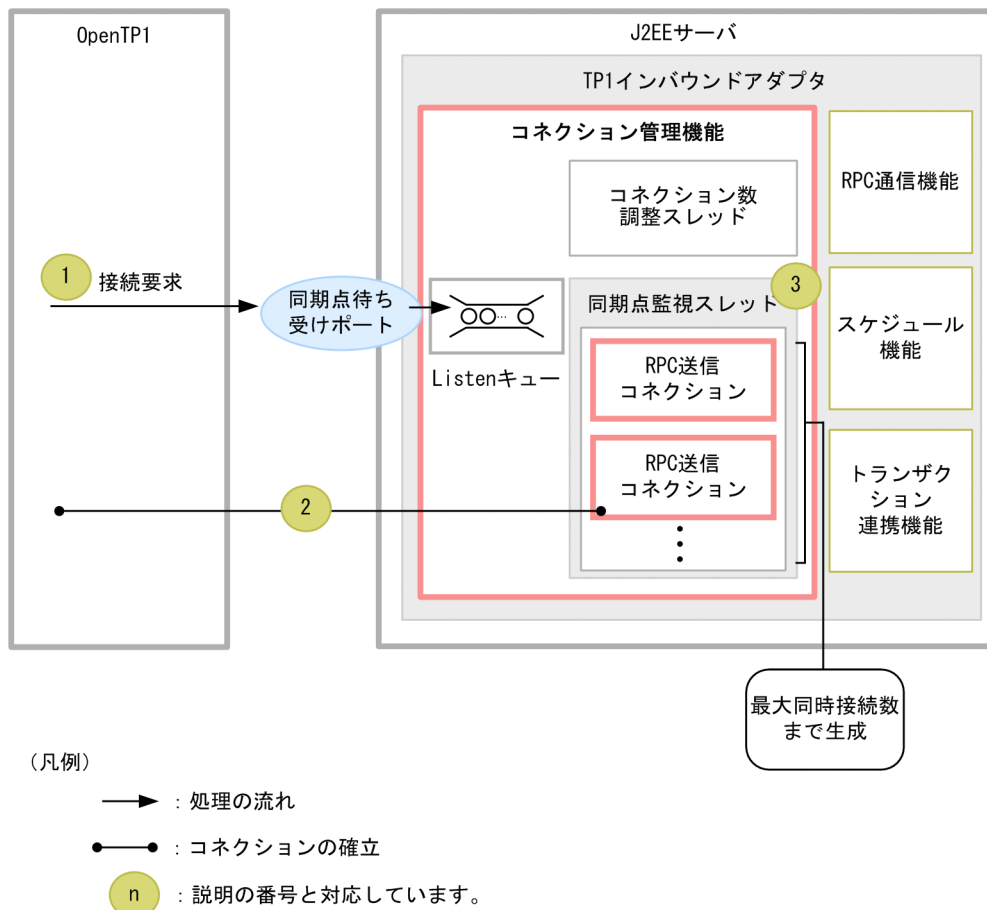 OpenTP1
J2EEサーバ
TP1インバウンドアダプタ
コネクション管理機能
コネクション数
調整スレッド
RPC通信機能
1
接続要求
同期点待ち
受けポート
Listenキュー
3
同期点監視スレッド
RPC送信
コネクション
RPC送信
コネクション
スケジュール
機能
2
トランザク
ション
連携機能
最大同時接続数
まで生成
(凡例)
: 処理の流れ
: コネクションの確立
n
: 説明の番号と対応しています。